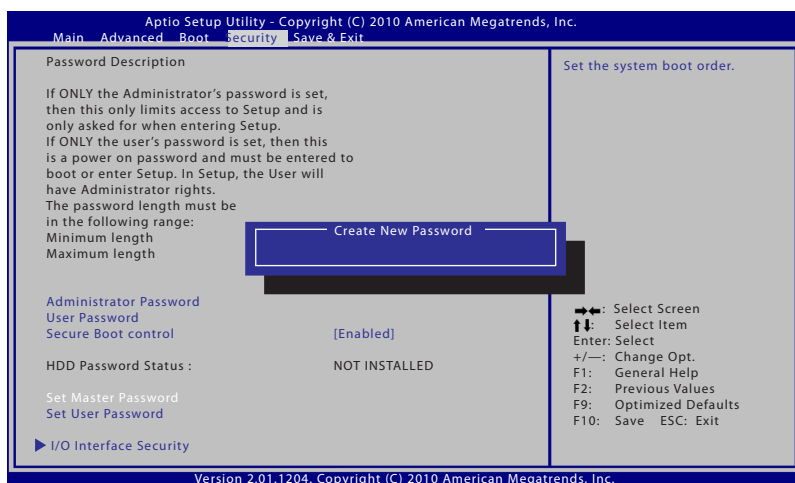 Aptio Setup Utility - Copyright (C) 2010 American Megatrends, Inc.
Main Advanced Boot Security Save & Exit
Password Description
If ONLY the Administrator's password is set,
then this only limits access to Setup and is
only asked for when entering Setup.
If ONLY the user's password is set, then this
is a power on password and must be entered to
boot or enter Setup. In Setup, the User will
have Administrator rights.
The password length must be
in the following range:
Minimum length
Maximum length
Create New Password
Administrator Password
User Password
Secure Boot control [Enabled]
HDD Password Status : NOT INSTALLED
Set Master Password
Set User Password
I/O Interface Security
Set the system boot order.
→←: Select Screen
↑↓: Select Item
Enter: Select
+/—: Change Opt.
F1: General Help
F2: Previous Values
F9: Optimized Defaults
F10: Save ESC: Exit
Version 2.01.1204. Copyright (C) 2010 American Megatrends, Inc.